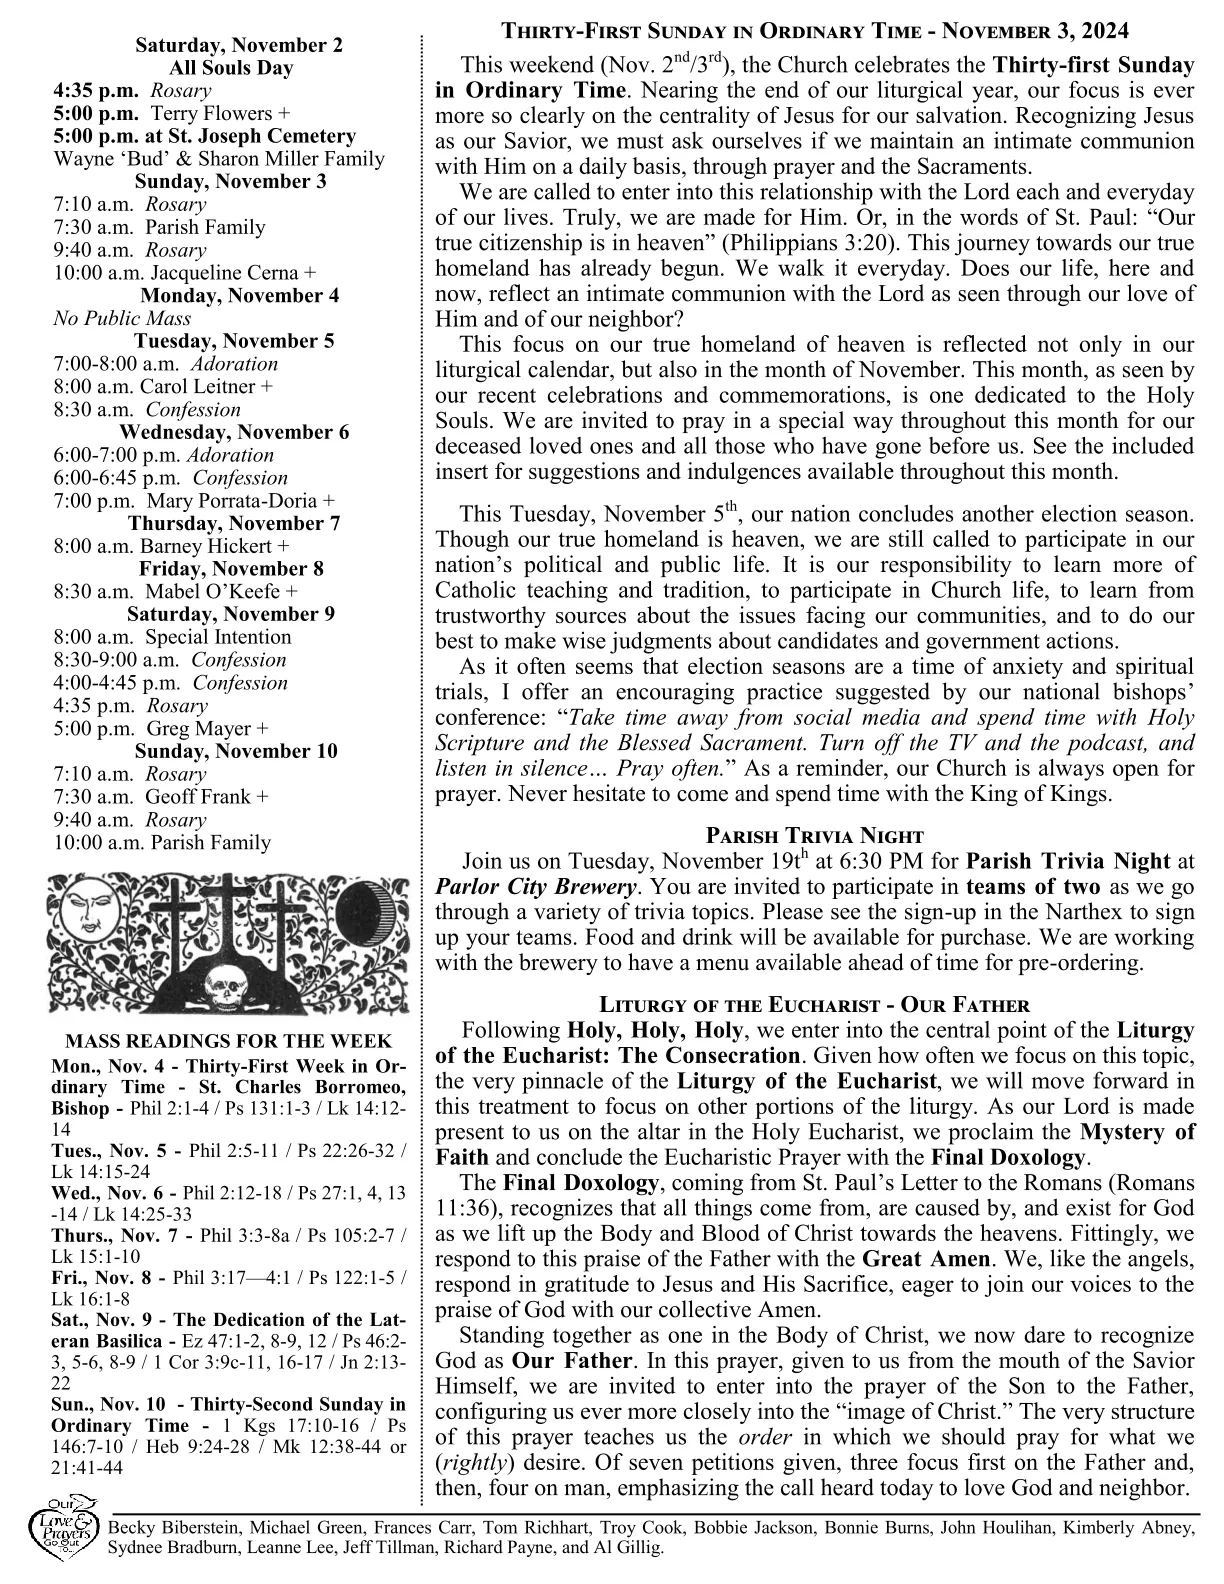 Saturday, November 2
All Souls Day
4:35 p.m. Rosary
5:00 p.m. Terry Flowers +
5:00 p.m. at St. Joseph Cemetery
Wayne ‘Bud’ & Sharon Miller Family
Sunday, November 3
7:10 a.m. Rosary
7:30 a.m. Parish Family
9:40 a.m. Rosary
10:00 a.m. Jacqueline Cerna +
Monday, November 4
No Public Mass
Tuesday, November 5
7:00-8:00 a.m. Adoration
8:00 a.m. Carol Leitner +
8:30 a.m. Confession
Wednesday, November 6
6:00-7:00 p.m. Adoration
6:00-6:45 p.m. Confession
7:00 p.m. Mary Porrata-Doria +
Thursday, November 7
8:00 a.m. Barney Hickert +
Friday, November 8
8:30 a.m. Mabel O’Keefe +
Saturday, November 9
8:00 a.m. Special Intention
8:30-9:00 a.m. Confession
4:00-4:45 p.m. Confession
4:35 p.m. Rosary
5:00 p.m. Greg Mayer +
Sunday, November 10
7:10 a.m. Rosary
7:30 a.m. Geoff Frank +
9:40 a.m. Rosary
10:00 a.m. Parish Family
MASS READINGS FOR THE WEEK
Mon., Nov. 4 - Thirty-First Week in Or-
dinary Time - St. Charles Borromeo,
Bishop - Phil 2:1-4 / Ps 131:1-3 / Lk 14:12-
14
Tues., Nov. 5 - Phil 2:5-11 / Ps 22:26-32 /
Lk 14:15-24
Wed., Nov. 6 - Phil 2:12-18 / Ps 27:1, 4, 13
-14 / Lk 14:25-33
Thurs., Nov. 7 - Phil 3:3-8a / Ps 105:2-7 /
Lk 15:1-10
Fri., Nov. 8 - Phil 3:17—4:1 / Ps 122:1-5 /
Lk 16:1-8
Sat., Nov. 9 - The Dedication of the Lat-
eran Basilica - Ez 47:1-2, 8-9, 12 / Ps 46:2-
3, 5-6, 8-9 / 1 Cor 3:9c-11, 16-17 / Jn 2:13-
22
Sun., Nov. 10 - Thirty-Second Sunday in
Ordinary Time - 1 Kgs 17:10-16 / Ps
146:7-10 / Heb 9:24-28 / Mk 12:38-44 or
21:41-44
Thirty-First Sunday in Ordinary Time - November 3, 2024
This weekend (Nov. 2nd/3rd), the Church celebrates the Thirty-first Sunday
in Ordinary Time. Nearing the end of our liturgical year, our focus is ever
more so clearly on the centrality of Jesus for our salvation. Recognizing Jesus
as our Savior, we must ask ourselves if we maintain an intimate communion
with Him on a daily basis, through prayer and the Sacraments.
We are called to enter into this relationship with the Lord each and everyday
of our lives. Truly, we are made for Him. Or, in the words of St. Paul: “Our
true citizenship is in heaven” (Philippians 3:20). This journey towards our true
homeland has already begun. We walk it everyday. Does our life, here and
now, reflect an intimate communion with the Lord as seen through our love of
Him and of our neighbor?
This focus on our true homeland of heaven is reflected not only in our
liturgical calendar, but also in the month of November. This month, as seen by
our recent celebrations and commemorations, is one dedicated to the Holy
Souls. We are invited to pray in a special way throughout this month for our
deceased loved ones and all those who have gone before us. See the included
insert for suggestions and indulgences available throughout this month.
This Tuesday, November 5th, our nation concludes another election season.
Though our true homeland is heaven, we are still called to participate in our
nation’s political and public life. It is our responsibility to learn more of
Catholic teaching and tradition, to participate in Church life, to learn from
trustworthy sources about the issues facing our communities, and to do our
best to make wise judgments about candidates and government actions.
As it often seems that election seasons are a time of anxiety and spiritual
trials, I offer an encouraging practice suggested by our national bishops’
conference: “Take time away from social media and spend time with Holy
Scripture and the Blessed Sacrament. Turn off the TV and the podcast, and
listen in silence… Pray often.” As a reminder, our Church is always open for
prayer. Never hesitate to come and spend time with the King of Kings.
Parish Trivia Night
Join us on Tuesday, November 19th at 6:30 PM for Parish Trivia Night at
Parlor City Brewery. You are invited to participate in teams of two as we go
through a variety of trivia topics. Please see the sign-up in the Narthex to sign
up your teams. Food and drink will be available for purchase. We are working
with the brewery to have a menu available ahead of time for pre-ordering.
Liturgy of the Eucharist - Our Father
Following Holy, Holy, Holy, we enter into the central point of the Liturgy
of the Eucharist: The Consecration. Given how often we focus on this topic,
the very pinnacle of the Liturgy of the Eucharist, we will move forward in
this treatment to focus on other portions of the liturgy. As our Lord is made
present to us on the altar in the Holy Eucharist, we proclaim the Mystery of
Faith and conclude the Eucharistic Prayer with the Final Doxology.
The Final Doxology, coming from St. Paul’s Letter to the Romans (Romans
11:36), recognizes that all things come from, are caused by, and exist for God
as we lift up the Body and Blood of Christ towards the heavens. Fittingly, we
respond to this praise of the Father with the Great Amen. We, like the angels,
respond in gratitude to Jesus and His Sacrifice, eager to join our voices to the
praise of God with our collective Amen.
Standing together as one in the Body of Christ, we now dare to recognize
God as Our Father. In this prayer, given to us from the mouth of the Savior
Himself, we are invited to enter into the prayer of the Son to the Father,
configuring us ever more closely into the “image of Christ.” The very structure
of this prayer teaches us the order in which we should pray for what we
(rightly) desire. Of seven petitions given, three focus first on the Father and,
then, four on man, emphasizing the call heard today to love God and neighbor.
Our
Love &
Prayers
Go Out
To...
Becky Biberstein, Michael Green, Frances Carr, Tom Richhart, Troy Cook, Bobbie Jackson, Bonnie Burns, John Houlihan, Kimberly Abney,
Sydnee Bradburn, Leanne Lee, Jeff Tillman, Richard Payne, and Al Gillig.